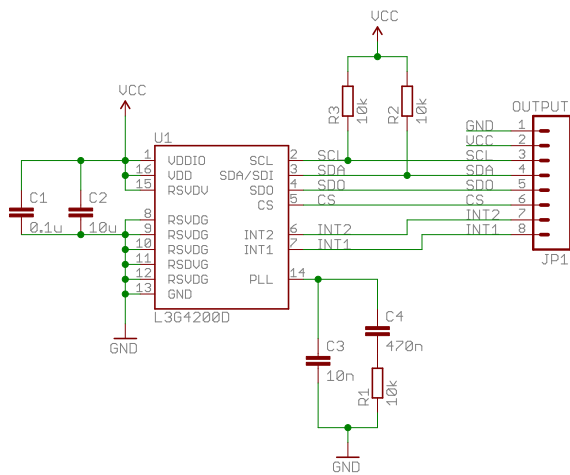 VCC
VCC
OUTPUT
U1
R3
10k
R2
10k
GND 1
VCC 2
SCL 3
SDA 4
SDO 5
CS 6
INT2 7
INT1 8
JP1
1 VDDIO
16 VDD
15 RSVDV
8 RSVDG
9 RSVDG
10 RSVDG
11 RSDVG
12 RSVDG
13 GND
SCL 2 SCL
SDA/SDI 3 SDA
SDO 4 SDO
CS 5 CS
INT2 6 INT2
INT1 7 INT1
PLL 14
L3G4200D
C1
0.1u
C2
10u
GND
C3
10n
C4
470n
R1
10k
GND